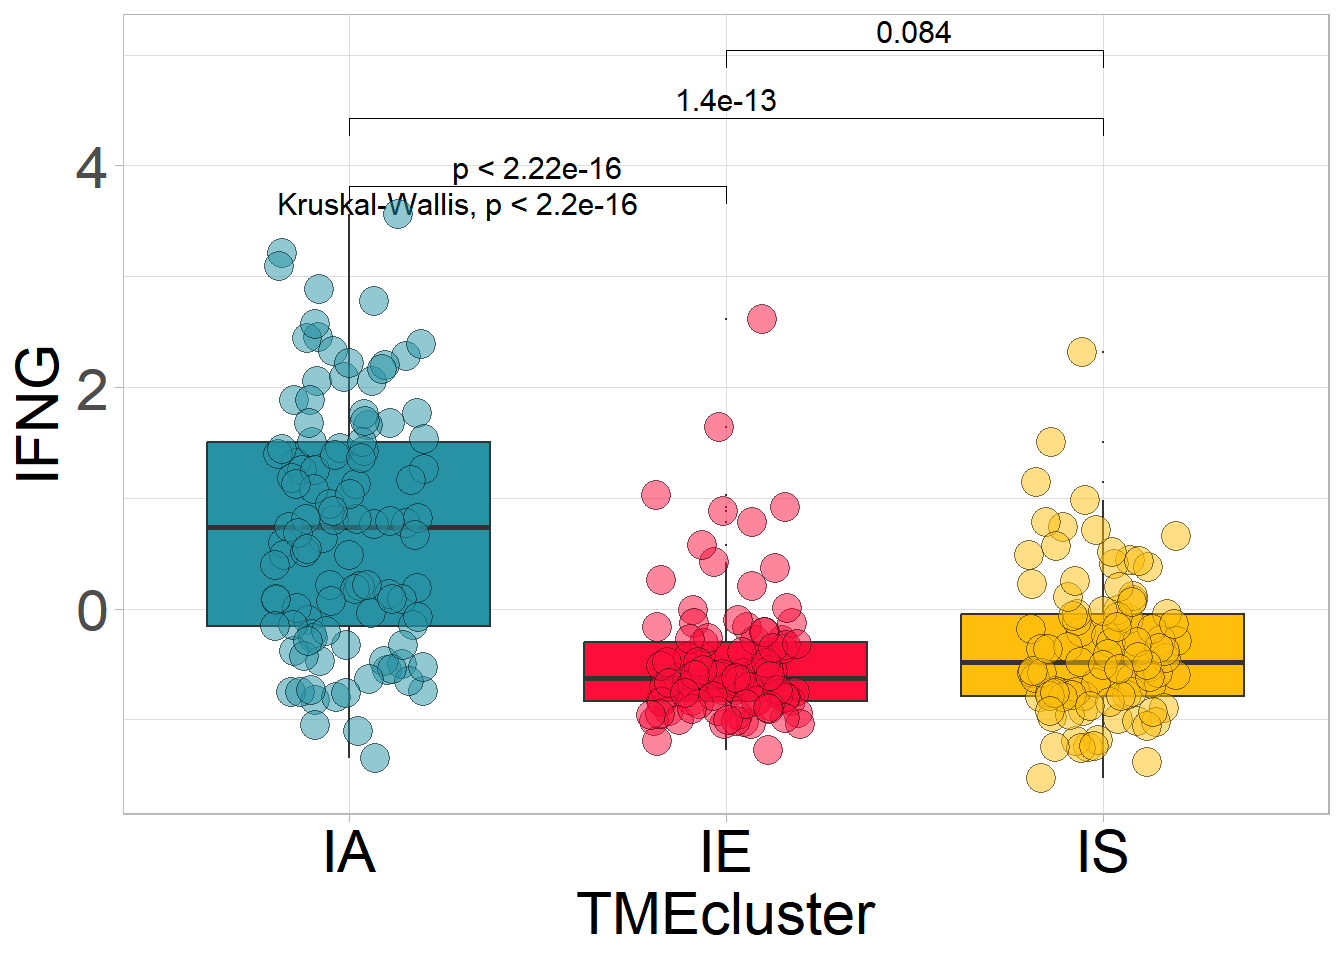 0.084
1.4e-13
p < 2.22e-16
Kruskal-Wallis, p < 2.2e-16
4
2
0
IFNG
IA
IE
IS
TMEcluster